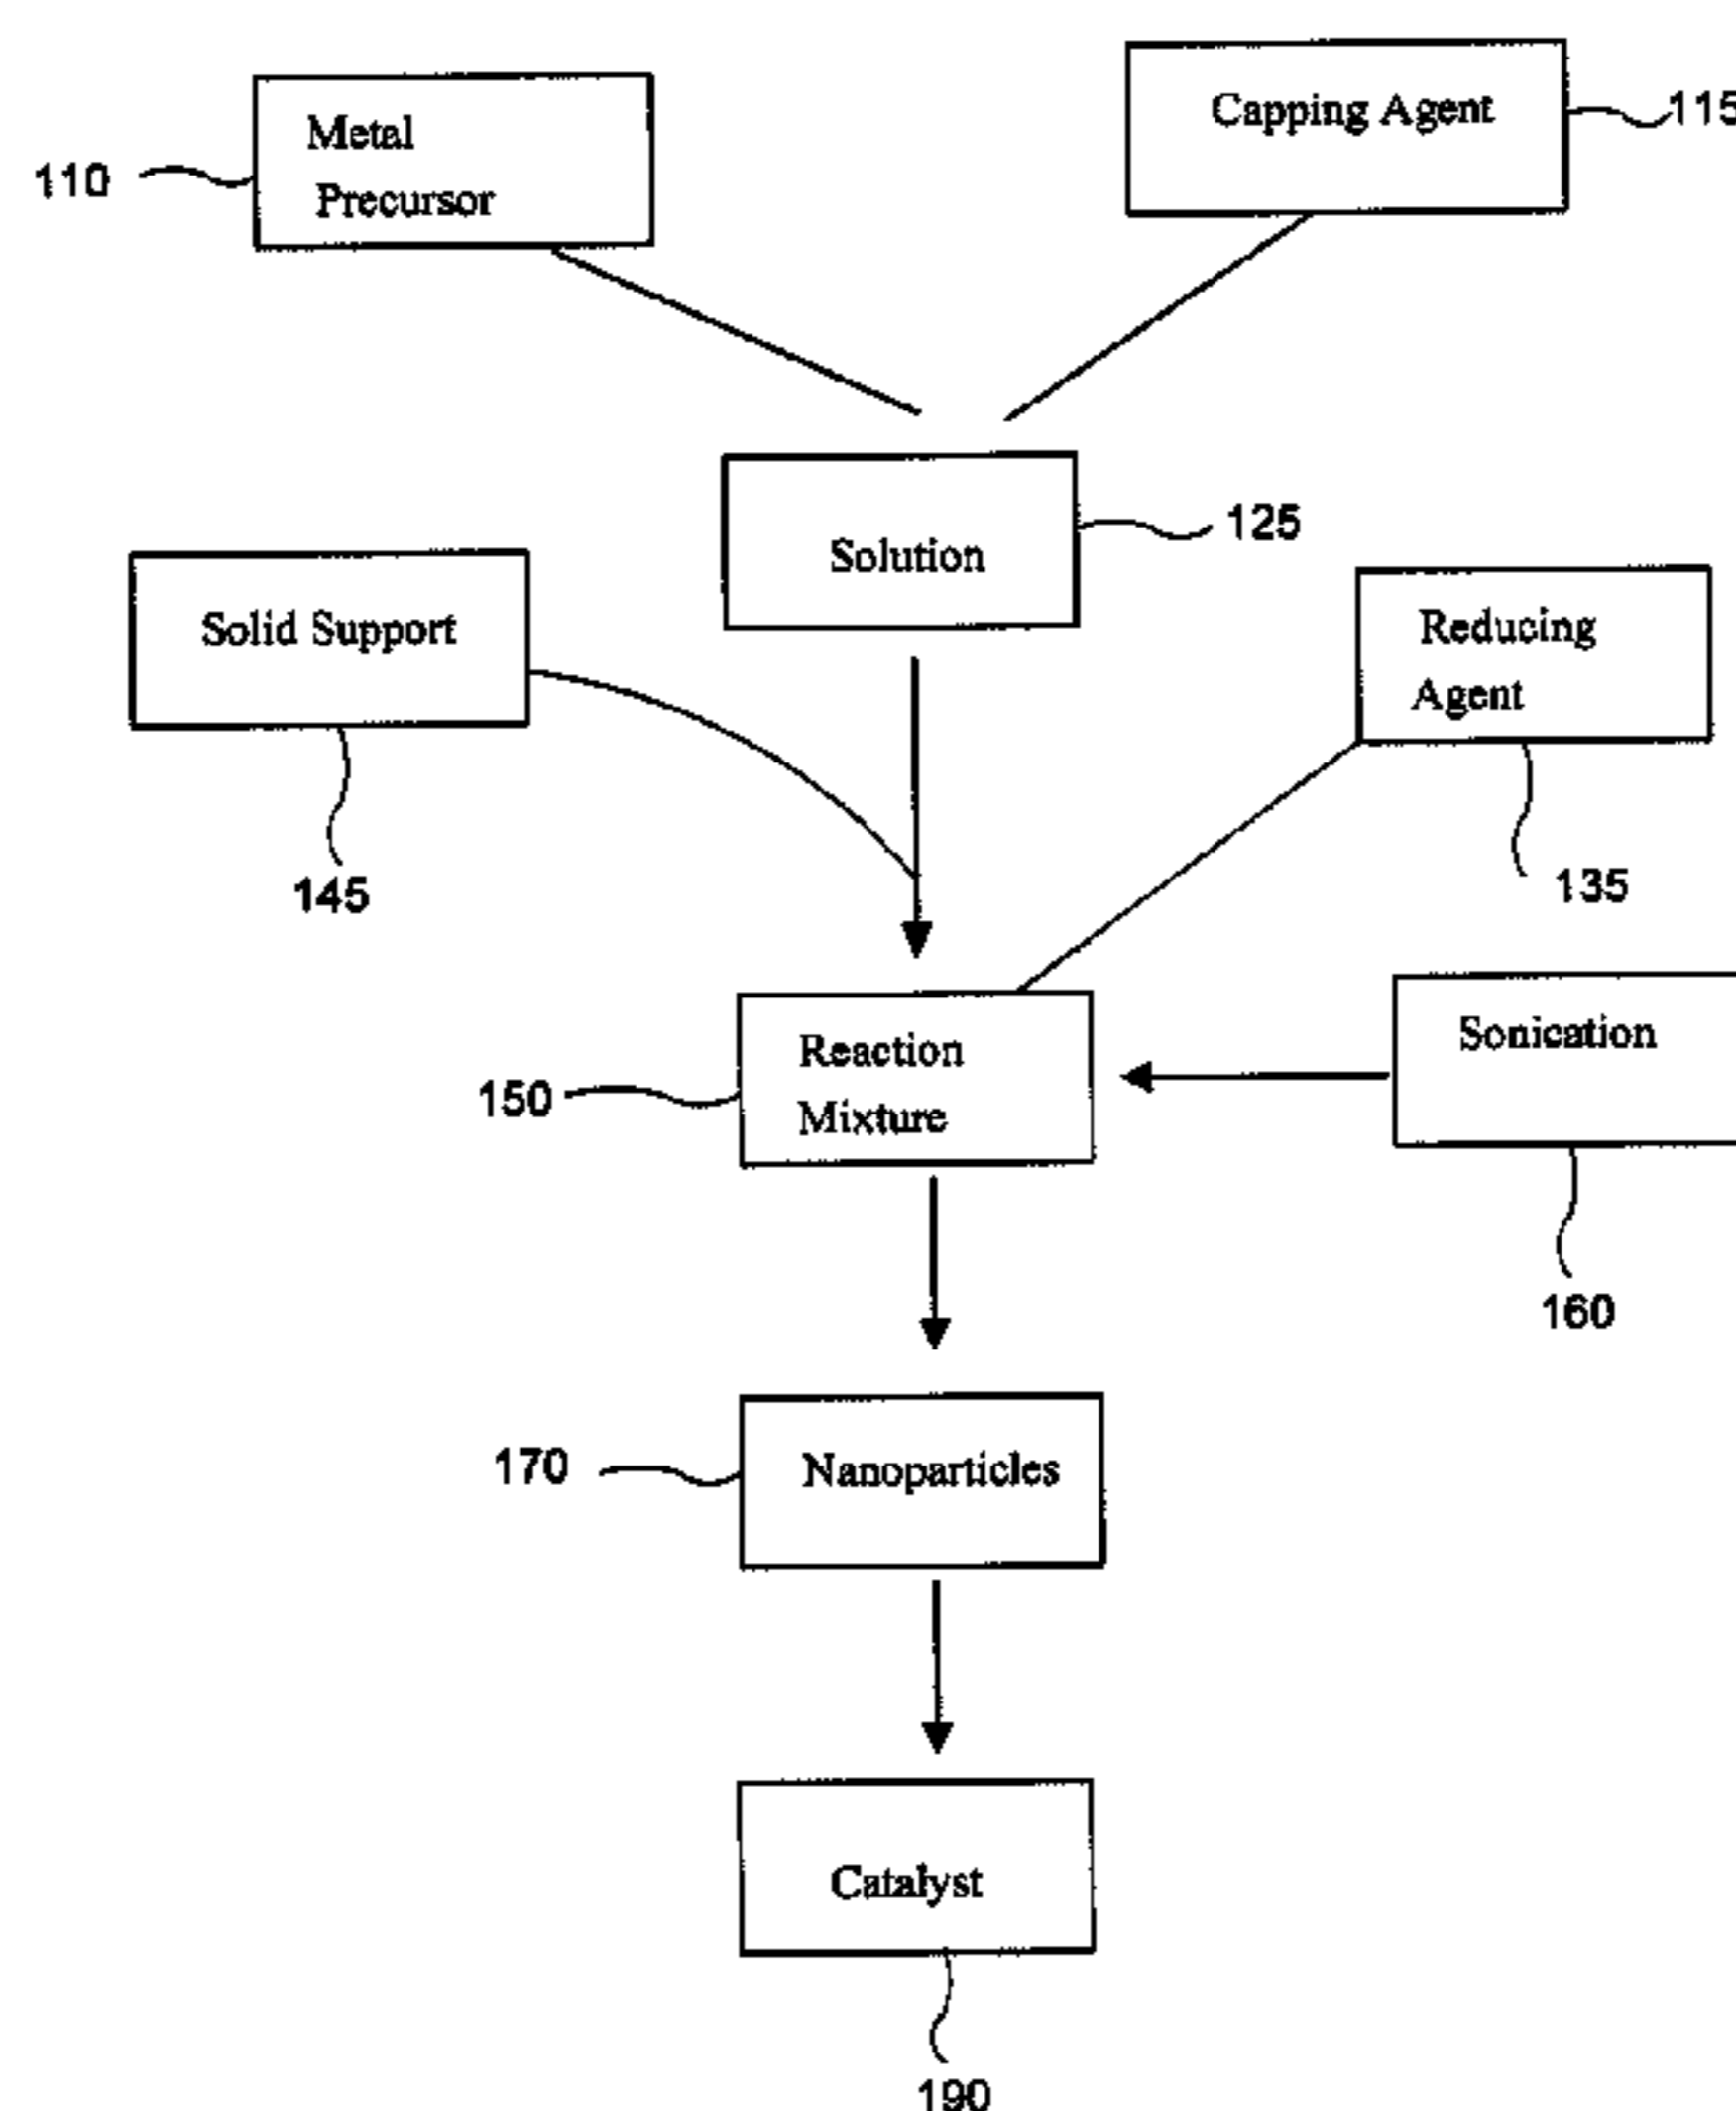 Metal
Precursor
110
Capping Agent
115
Solution
125
Solid Support
145
Reducing
Agent
135
Reaction
Mixture
150
Sonication
160
Nanoparticles
170
Catalyst
190